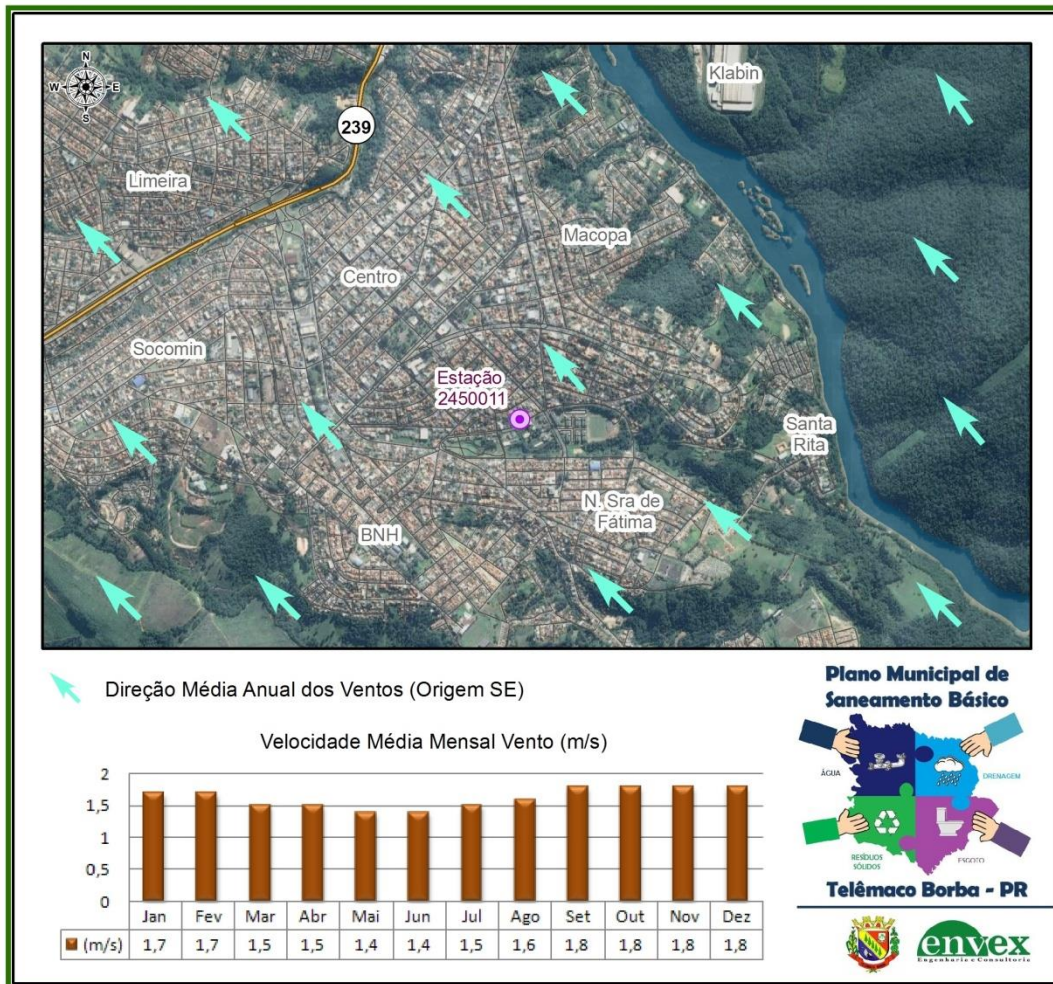 N
W E
S
Klabin
239
Limeira
Macopa
Centro
Socomin
Estação
2450011
Santa
Rita
N. Sra de
Fátima
BNH
Direção Média Anual dos Ventos (Origem SE)
Velocidade Média Mensal Vento (m/s)
2
1,5
1
0,5
0
Jan Fev Mar Abr Mai Jun Jul Ago Set Out Nov Dez
(m/s) 1,7 1,7 1,5 1,5 1,4 1,4 1,5 1,6 1,8 1,8 1,8 1,8
Plano Municipal de
Saneamento Básico
ÁGUA
DRENAGEM
RESÍDUOS
SÓLIDOS
ESGOTO
Telêmaco Borba - PR
envex
Engenharia e Consultoria